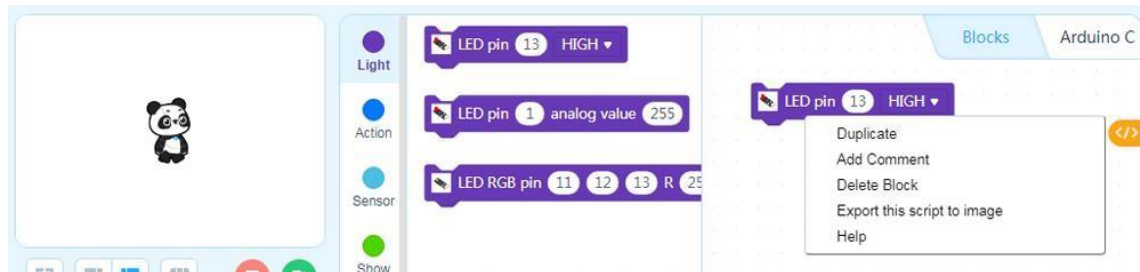 Light
Action
Sensor
Show
LED pin 13 HIGH
LED pin 1 analog value 255
LED RGB pin 11 12 13 R
Blocks Arduino C
LED pin 13 HIGH
Duplicate
Add Comment
Delete Block
Export this script to image
Help